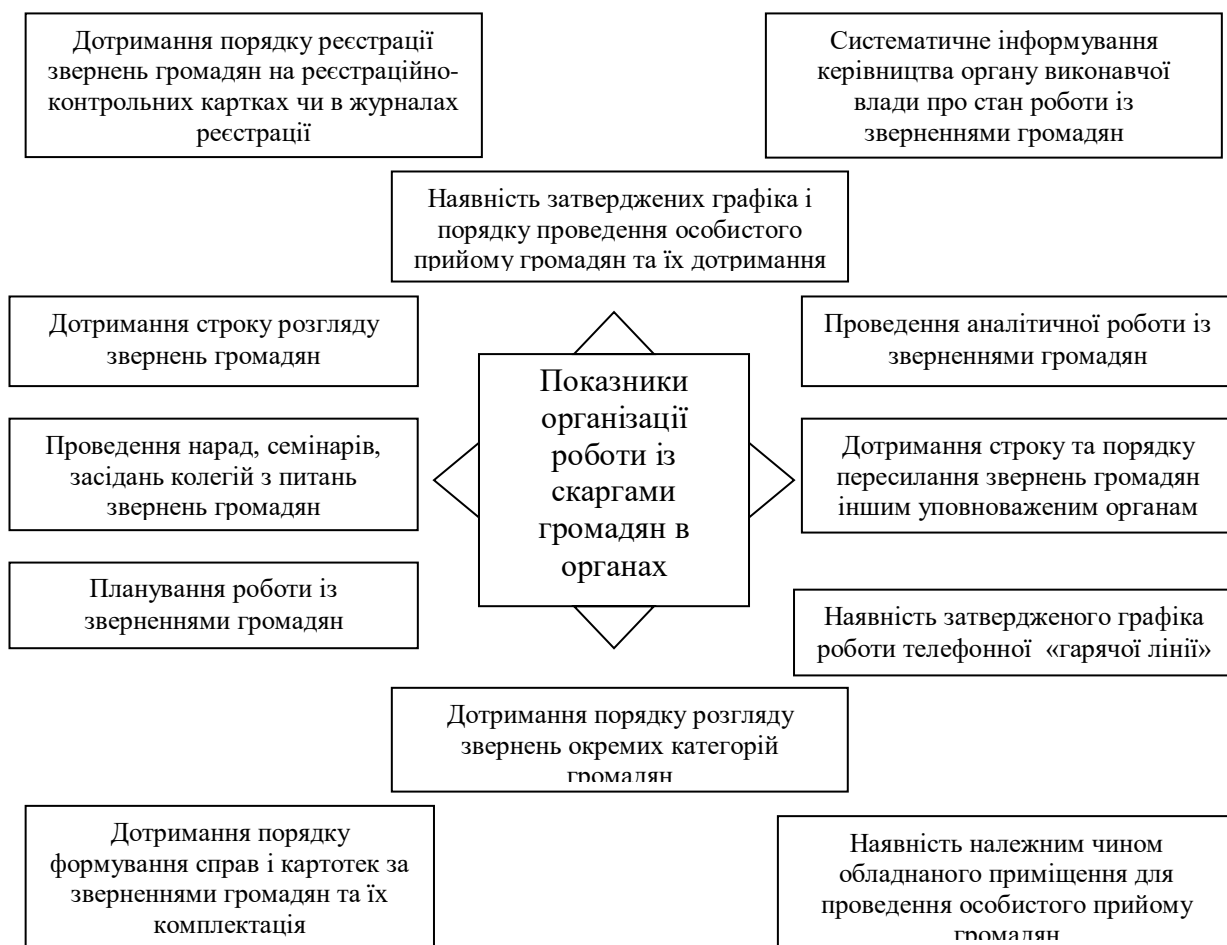 Дотримання порядку реєстрації
звернень громадян на реєстраційно-
контрольних картках чи в журналах
реєстрації
Систематичне інформування
керівництва органу виконавчої
влади про стан роботи із
зверненнями громадян
Наявність затверджених графіка і
порядку проведення особистого
прийому громадян та їх дотримання
Дотримання строку розгляду
звернень громадян
Проведення аналітичної роботи із
зверненнями громадян
Показники
організації
роботи із
скаргами
громадян в
органах
Проведення нарад, семінарів,
засідань колегій з питань
звернень громадян
Дотримання строку та порядку
пересилання звернень громадян
іншим уповноваженим органам
Планування роботи із
зверненнями громадян
Наявність затвердженого графіка
роботи телефонної «гарячої лінії»
Дотримання порядку розгляду
звернень окремих категорій
громадян
Дотримання порядку
формування справ і картотек за
зверненнями громадян та їх
комплектація
Наявність належним чином
обладнаного приміщення для
проведення особистого прийому
громадян